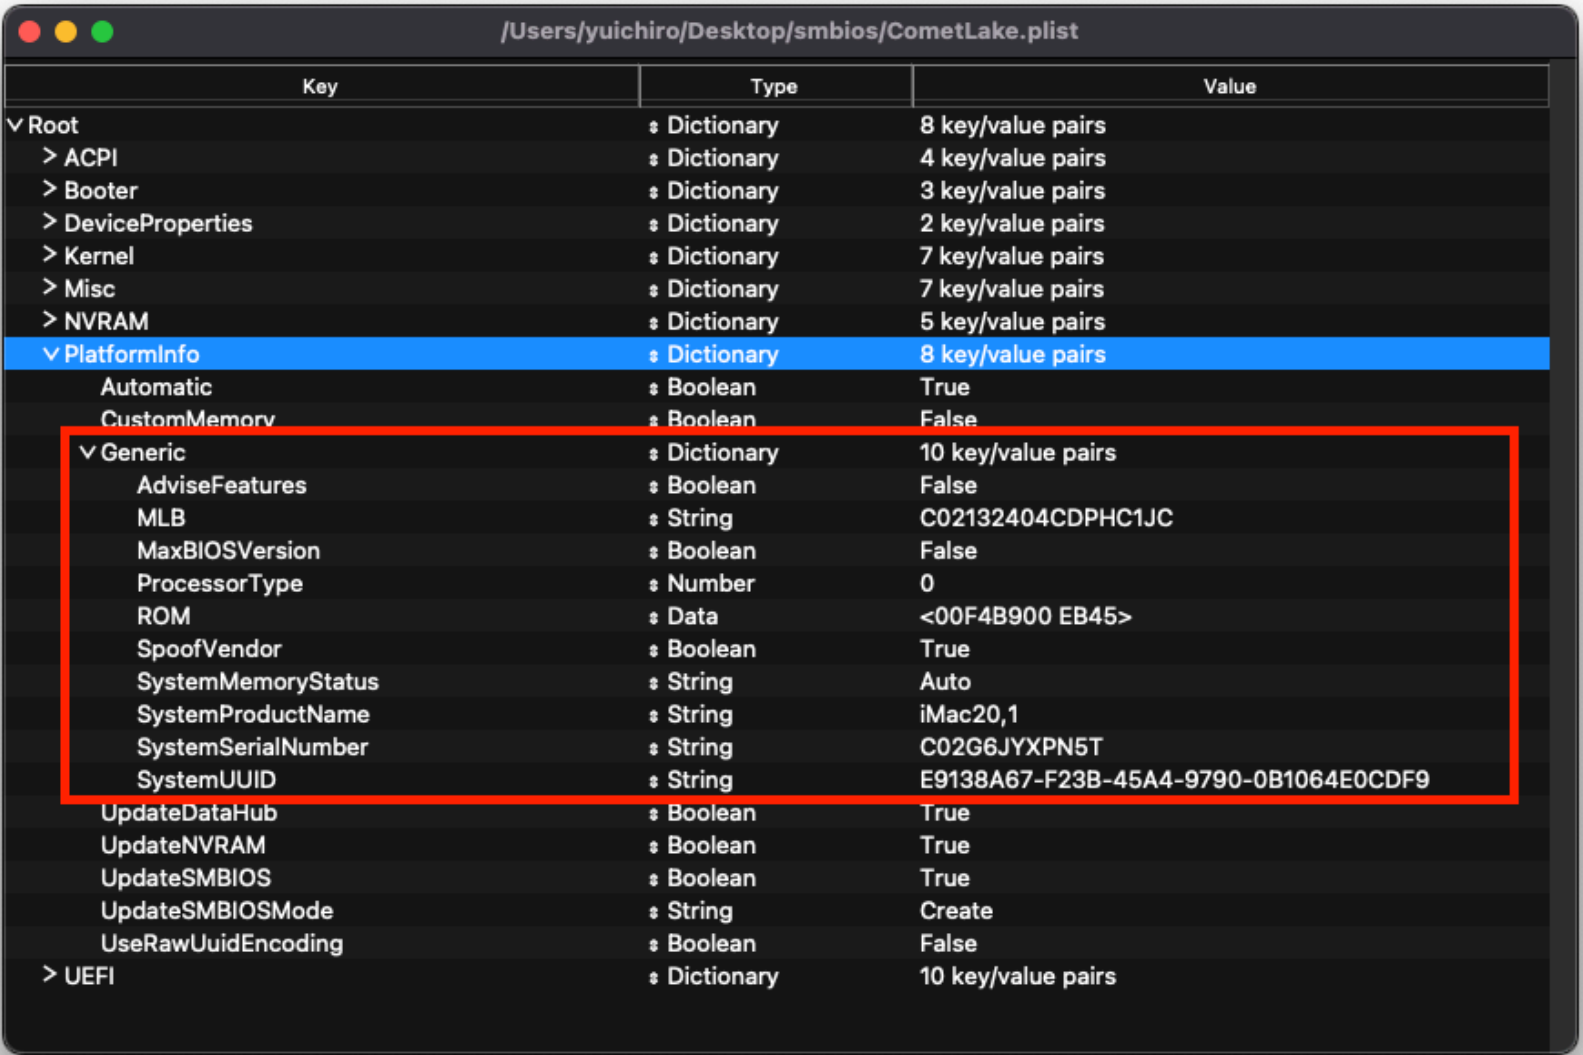 /Users/yuichiro/Desktop/smbios/CometLake.plist
Key Type Value
Root Dictionary 8 key/value pairs
ACPI Dictionary 4 key/value pairs
Booter Dictionary 3 key/value pairs
DeviceProperties Dictionary 2 key/value pairs
Kernel Dictionary 7 key/value pairs
Misc Dictionary 7 key/value pairs
NVRAM Dictionary 5 key/value pairs
PlatformInfo Dictionary 8 key/value pairs
Automatic Boolean True
CustomMemory Boolean False
Generic Dictionary 10 key/value pairs
AdviseFeatures Boolean False
MLB String C02132404CDPHC1JC
MaxBIOSVersion Boolean False
ProcessorType Number 0
ROM Data <00F4B900 EB45>
SpoofVendor Boolean True
SystemMemoryStatus String Auto
SystemProductName String iMac20,1
SystemSerialNumber String C02G6JYXPN5T
SystemUUID String E9138A67-F23B-45A4-9790-0B1064E0CDF9
UpdateDataHub Boolean True
UpdateNVRAM Boolean True
UpdateSMBIOS Boolean True
UpdateSMBIOSMode String Create
UseRawUuidEncoding Boolean False
UEFI Dictionary 10 key/value pairs